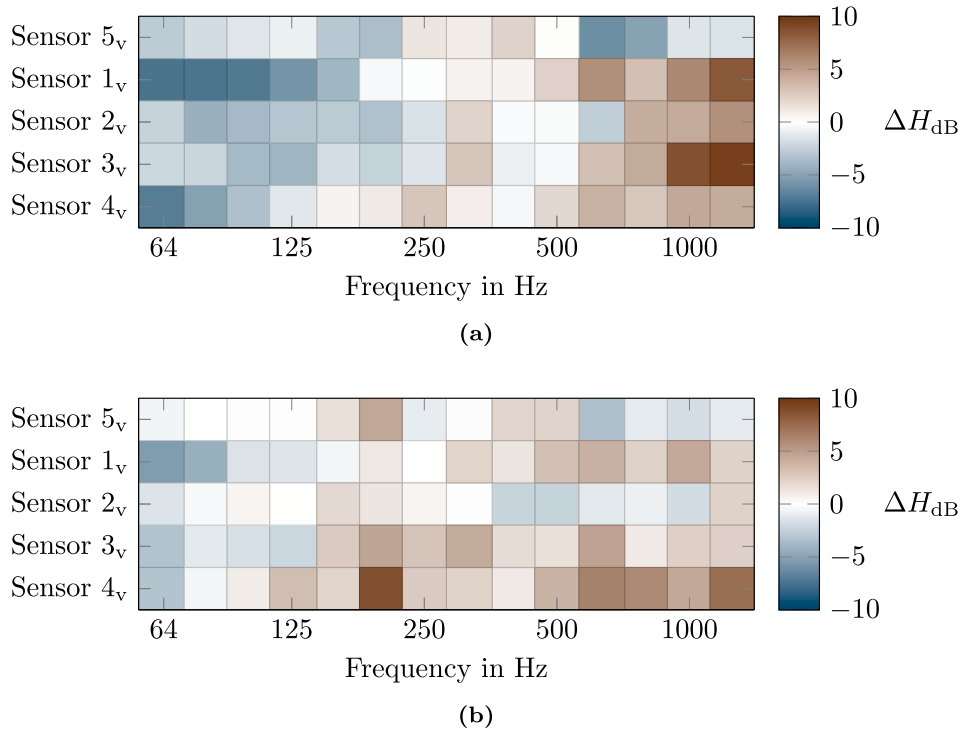 Sensor 5ᵥ
Sensor 1ᵥ
Sensor 2ᵥ
Sensor 3ᵥ
Sensor 4ᵥ
64 125 250 500 1000
Frequency in Hz
10
5
0
−5
−10
ΔH_dB
(a)
Sensor 5ᵥ
Sensor 1ᵥ
Sensor 2ᵥ
Sensor 3ᵥ
Sensor 4ᵥ
64 125 250 500 1000
Frequency in Hz
10
5
0
−5
−10
ΔH_dB
(b)